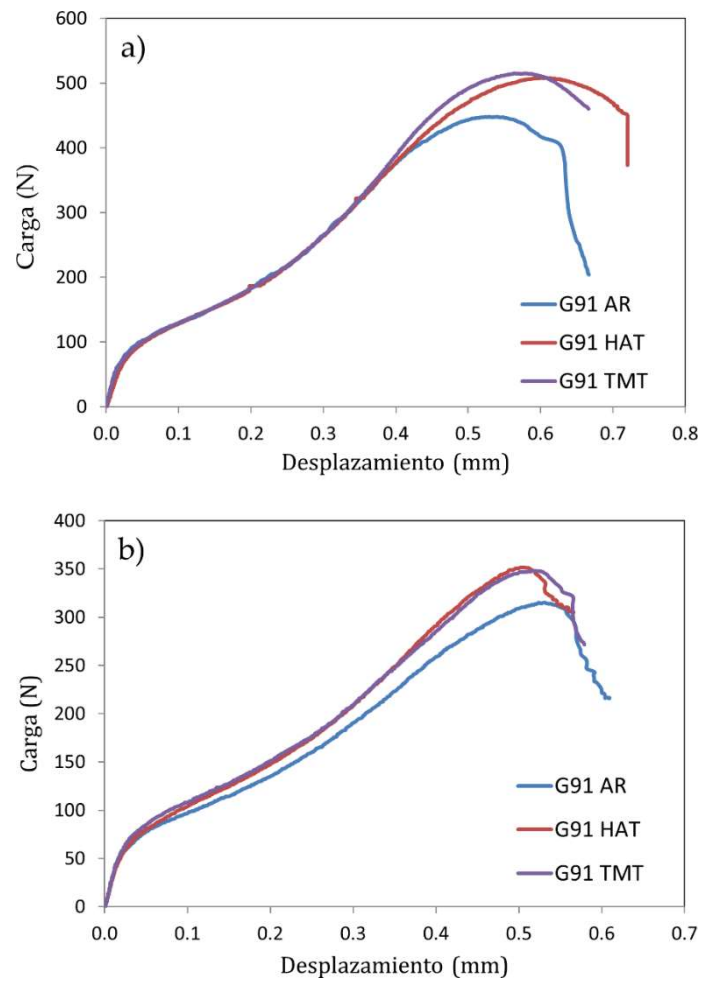 a)
600
500
400
300
200
100
0
Carga (N)
G91 AR
G91 HAT
G91 TMT
0.0 0.1 0.2 0.3 0.4 0.5 0.6 0.7 0.8
Desplazamiento (mm)
b)
400
350
300
250
200
150
100
50
0
Carga (N)
G91 AR
G91 HAT
G91 TMT
0.0 0.1 0.2 0.3 0.4 0.5 0.6 0.7
Desplazamiento (mm)